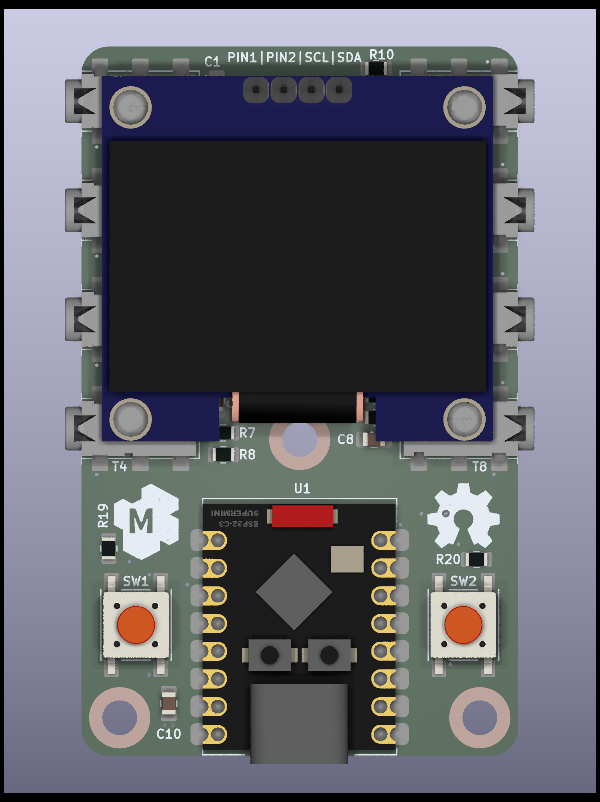 C1 PIN1|PIN2|SCL|SDA R10
R7
C8
R8
T4
T8
U1
ESP32-C3
SUPERMINI
M
R19
R20
SW1
SW2
C10